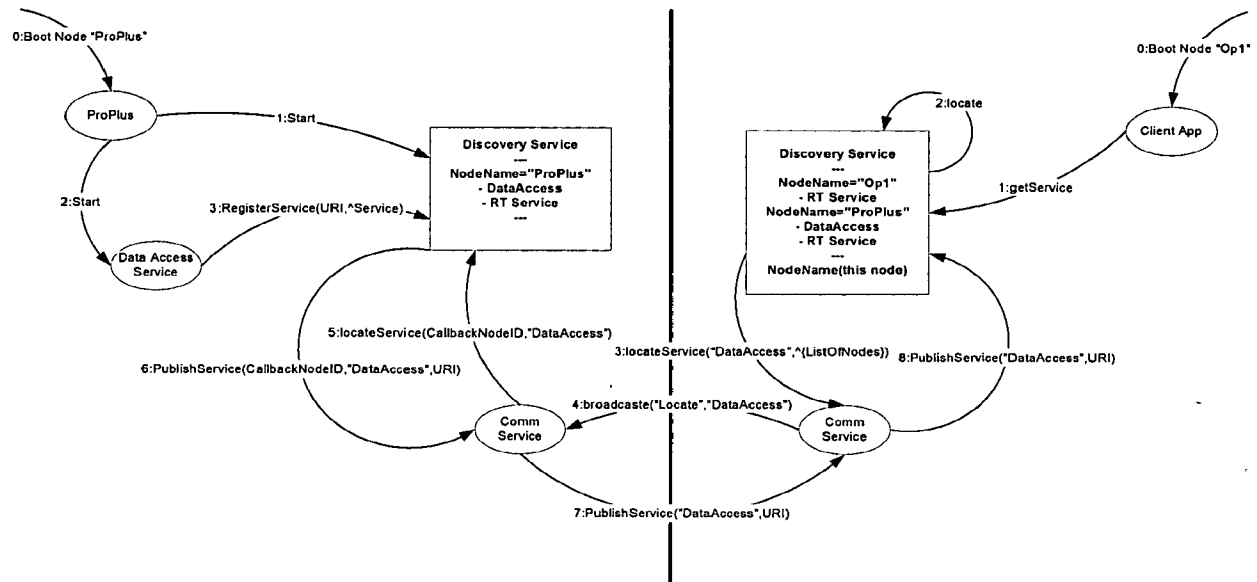 0:Boot Node "ProPlus"
ProPlus
1:Start
2:Start
3:RegisterService(URI,^Service)
Data Access
Service
Discovery Service
---
NodeName="ProPlus"
- DataAccess
- RT Service
---
5:locateService(CallbackNodeID,"DataAccess")
6:PublishService(CallbackNodeID,"DataAccess",URI)
Comm
Service
4:broadcaste("Locate","DataAccess")
7:PublishService("DataAccess",URI)
0:Boot Node "Op1"
Client App
2:locate
1:getService
Discovery Service
---
NodeName="Op1"
- RT Service
NodeName="ProPlus"
- DataAccess
- RT Service
---
NodeName(this node)
3:locateService("DataAccess",^{ListOfNodes})
8:PublishService("DataAccess",URI)
Comm
Service